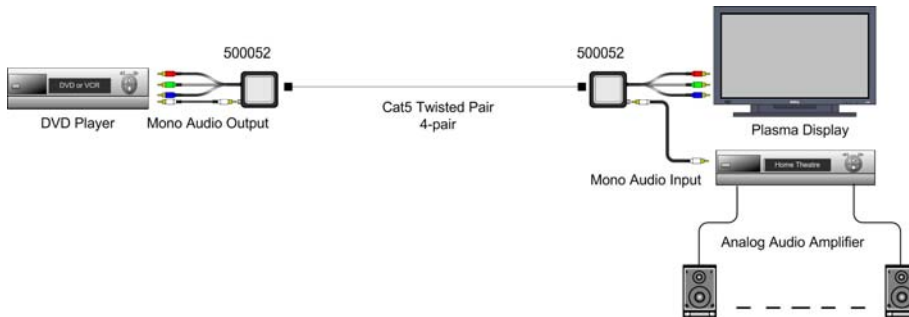 500052
500052
DVD or VCR
DVD Player
Mono Audio Output
Cat5 Twisted Pair
4-pair
Plasma Display
Home Theatre
Mono Audio Input
Analog Audio Amplifier